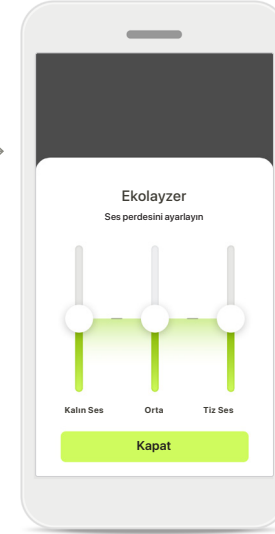 Ekolayzer
Ses perdesini ayarlayın
Kalın Ses Orta Tiz Ses
Kapat